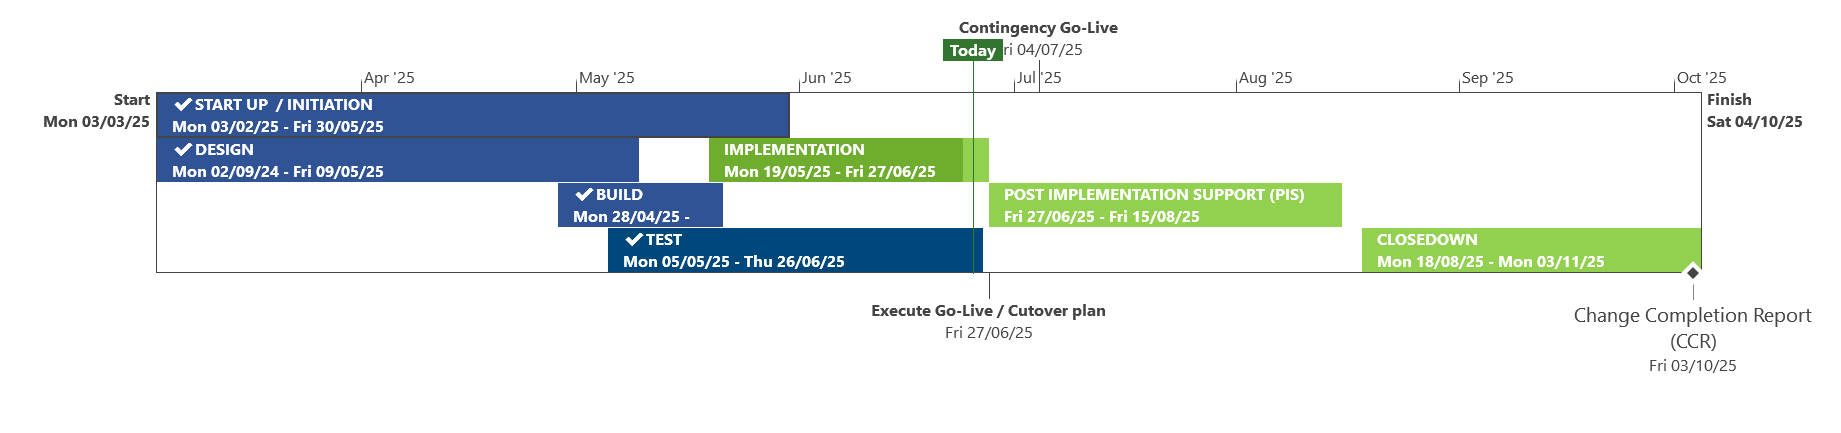 Contingency Go-Live
Today ri 04/07/25
Apr '25 May '25 Jun '25 Jul '25 Aug '25 Sep '25 Oct '25
Start
Mon 03/03/25
Finish
Sat 04/10/25
START UP / INITIATION
Mon 03/02/25 - Fri 30/05/25
DESIGN
Mon 02/09/24 - Fri 09/05/25
IMPLEMENTATION
Mon 19/05/25 - Fri 27/06/25
BUILD
Mon 28/04/25 -
POST IMPLEMENTATION SUPPORT (PIS)
Fri 27/06/25 - Fri 15/08/25
TEST
Mon 05/05/25 - Thu 26/06/25
CLOSEDOWN
Mon 18/08/25 - Mon 03/11/25
Execute Go-Live / Cutover plan
Fri 27/06/25
Change Completion Report
(CCR)
Fri 03/10/25